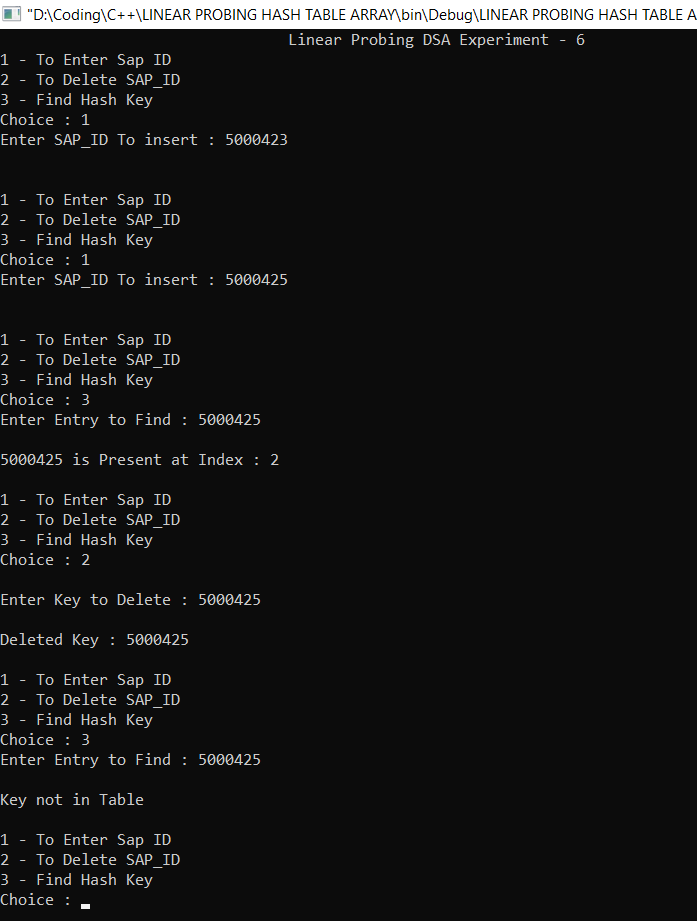 "D:\Coding\C++\LINEAR PROBING HASH TABLE ARRAY\bin\Debug\LINEAR PROBING HASH TABLE A
Linear Probing DSA Experiment - 6
1 - To Enter Sap ID
2 - To Delete SAP_ID
3 - Find Hash Key
Choice : 1
Enter SAP_ID To insert : 5000423
1 - To Enter Sap ID
2 - To Delete SAP_ID
3 - Find Hash Key
Choice : 1
Enter SAP_ID To insert : 5000425
1 - To Enter Sap ID
2 - To Delete SAP_ID
3 - Find Hash Key
Choice : 3
Enter Entry to Find : 5000425
5000425 is Present at Index : 2
1 - To Enter Sap ID
2 - To Delete SAP_ID
3 - Find Hash Key
Choice : 2
Enter Key to Delete : 5000425
Deleted Key : 5000425
1 - To Enter Sap ID
2 - To Delete SAP_ID
3 - Find Hash Key
Choice : 3
Enter Entry to Find : 5000425
Key not in Table
1 - To Enter Sap ID
2 - To Delete SAP_ID
3 - Find Hash Key
Choice :